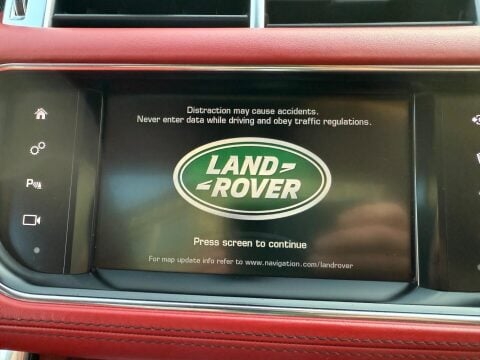 Distraction may cause accidents.
Never enter data while driving and obey traffic regulations.
LAND
ROVER
Press screen to continue
For map update info refer to www.navigation.com/landrover
P